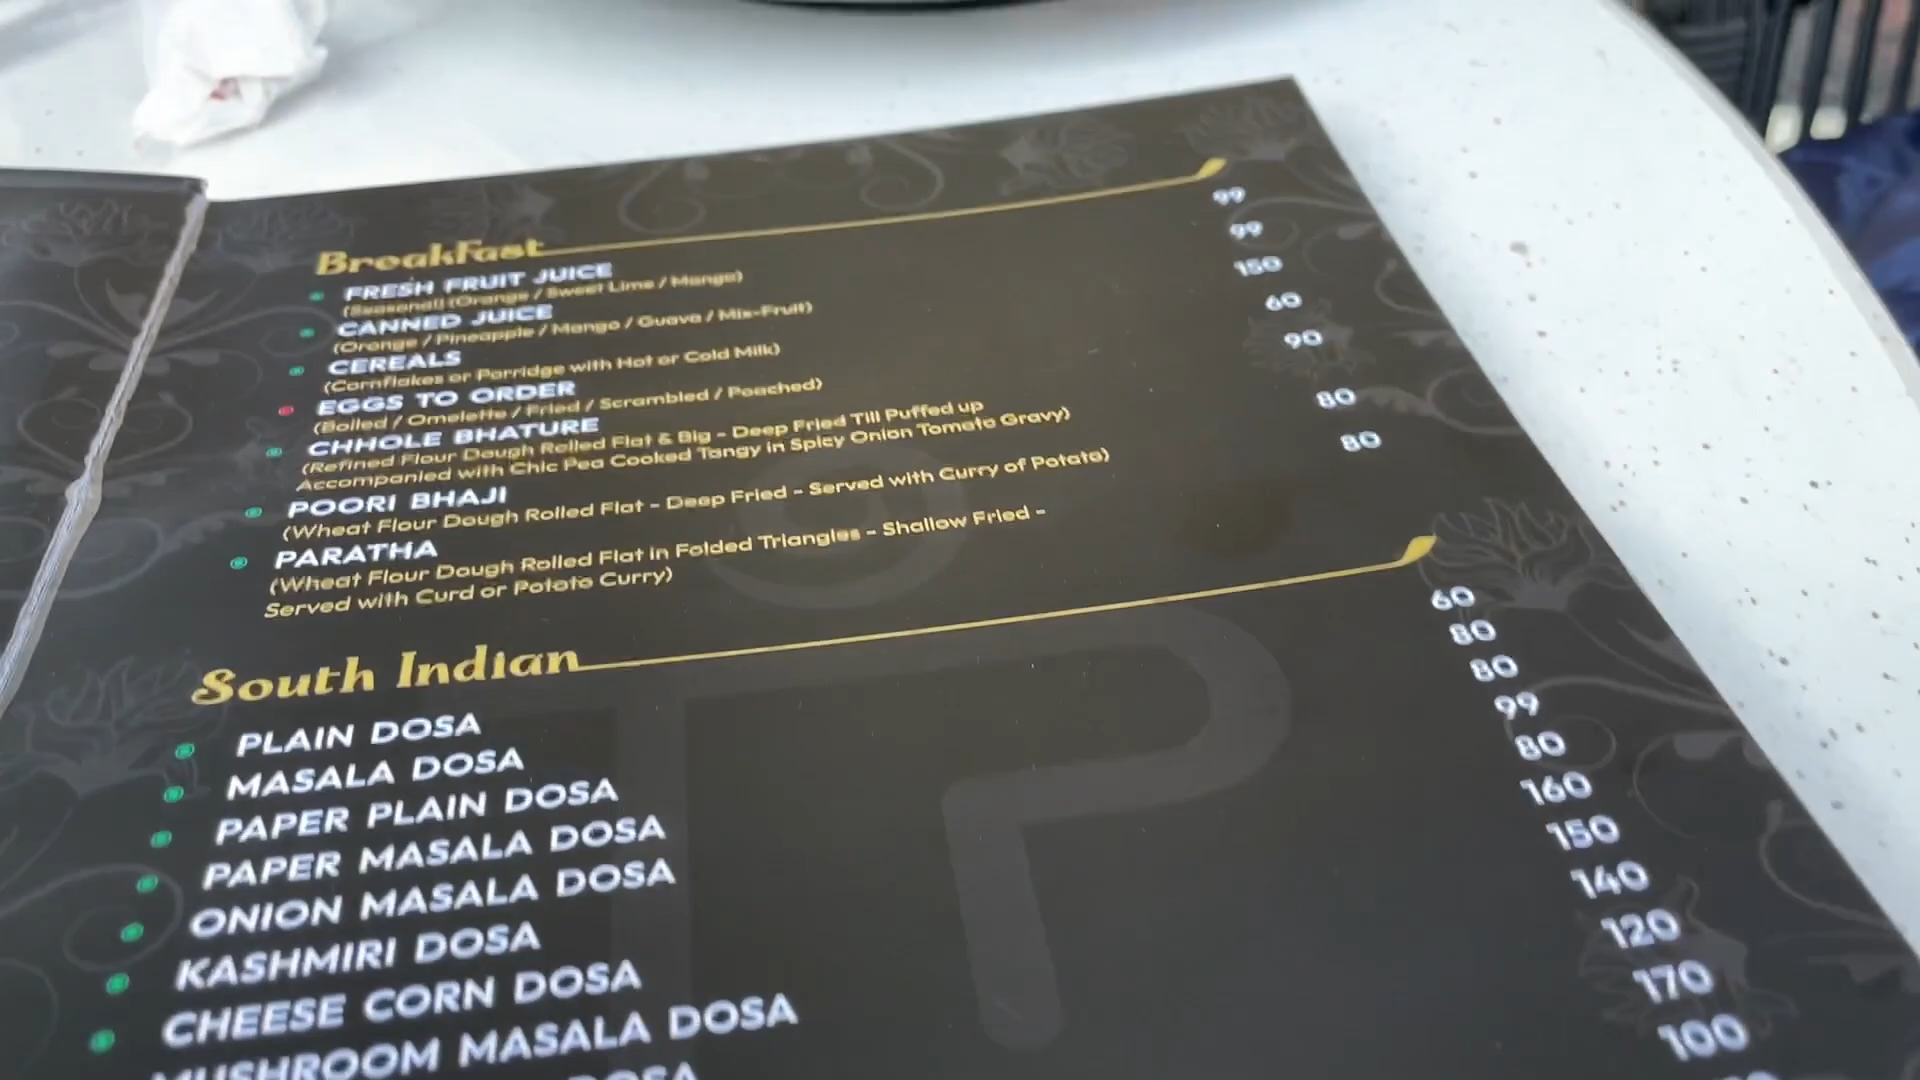 Breakfast
FRESH FRUIT JUICE 99
(Seasonal) (Orange / Sweet Lime / Mango)
CANNED JUICE 99
(Orange / Pineapple / Mango / Guava / Mix-Fruit)
CEREALS 150
(Cornflakes or Porridge with Hot or Cold Milk)
EGGS TO ORDER 60
(Boiled / Omelette / Fried / Scrambled / Poached)
CHHOLE BHATURE 90
(Refined Flour Dough Rolled Flat & Big - Deep Fried Till Puffed up
Accompanied with Chic Pea Cooked Tangy in Spicy Onion Tomato Gravy)
POORI BHAJI 80
(Wheat Flour Dough Rolled Flat - Deep Fried - Served with Curry of Potato)
PARATHA 80
(Wheat Flour Dough Rolled Flat in Folded Triangles - Shallow Fried -
Served with Curd or Potato Curry)
South Indian
PLAIN DOSA 60
MASALA DOSA 80
PAPER PLAIN DOSA 80
PAPER MASALA DOSA 99
ONION MASALA DOSA 80
KASHMIRI DOSA 160
CHEESE CORN DOSA 150
MUSHROOM MASALA DOSA 140
DOSA 120
170
100